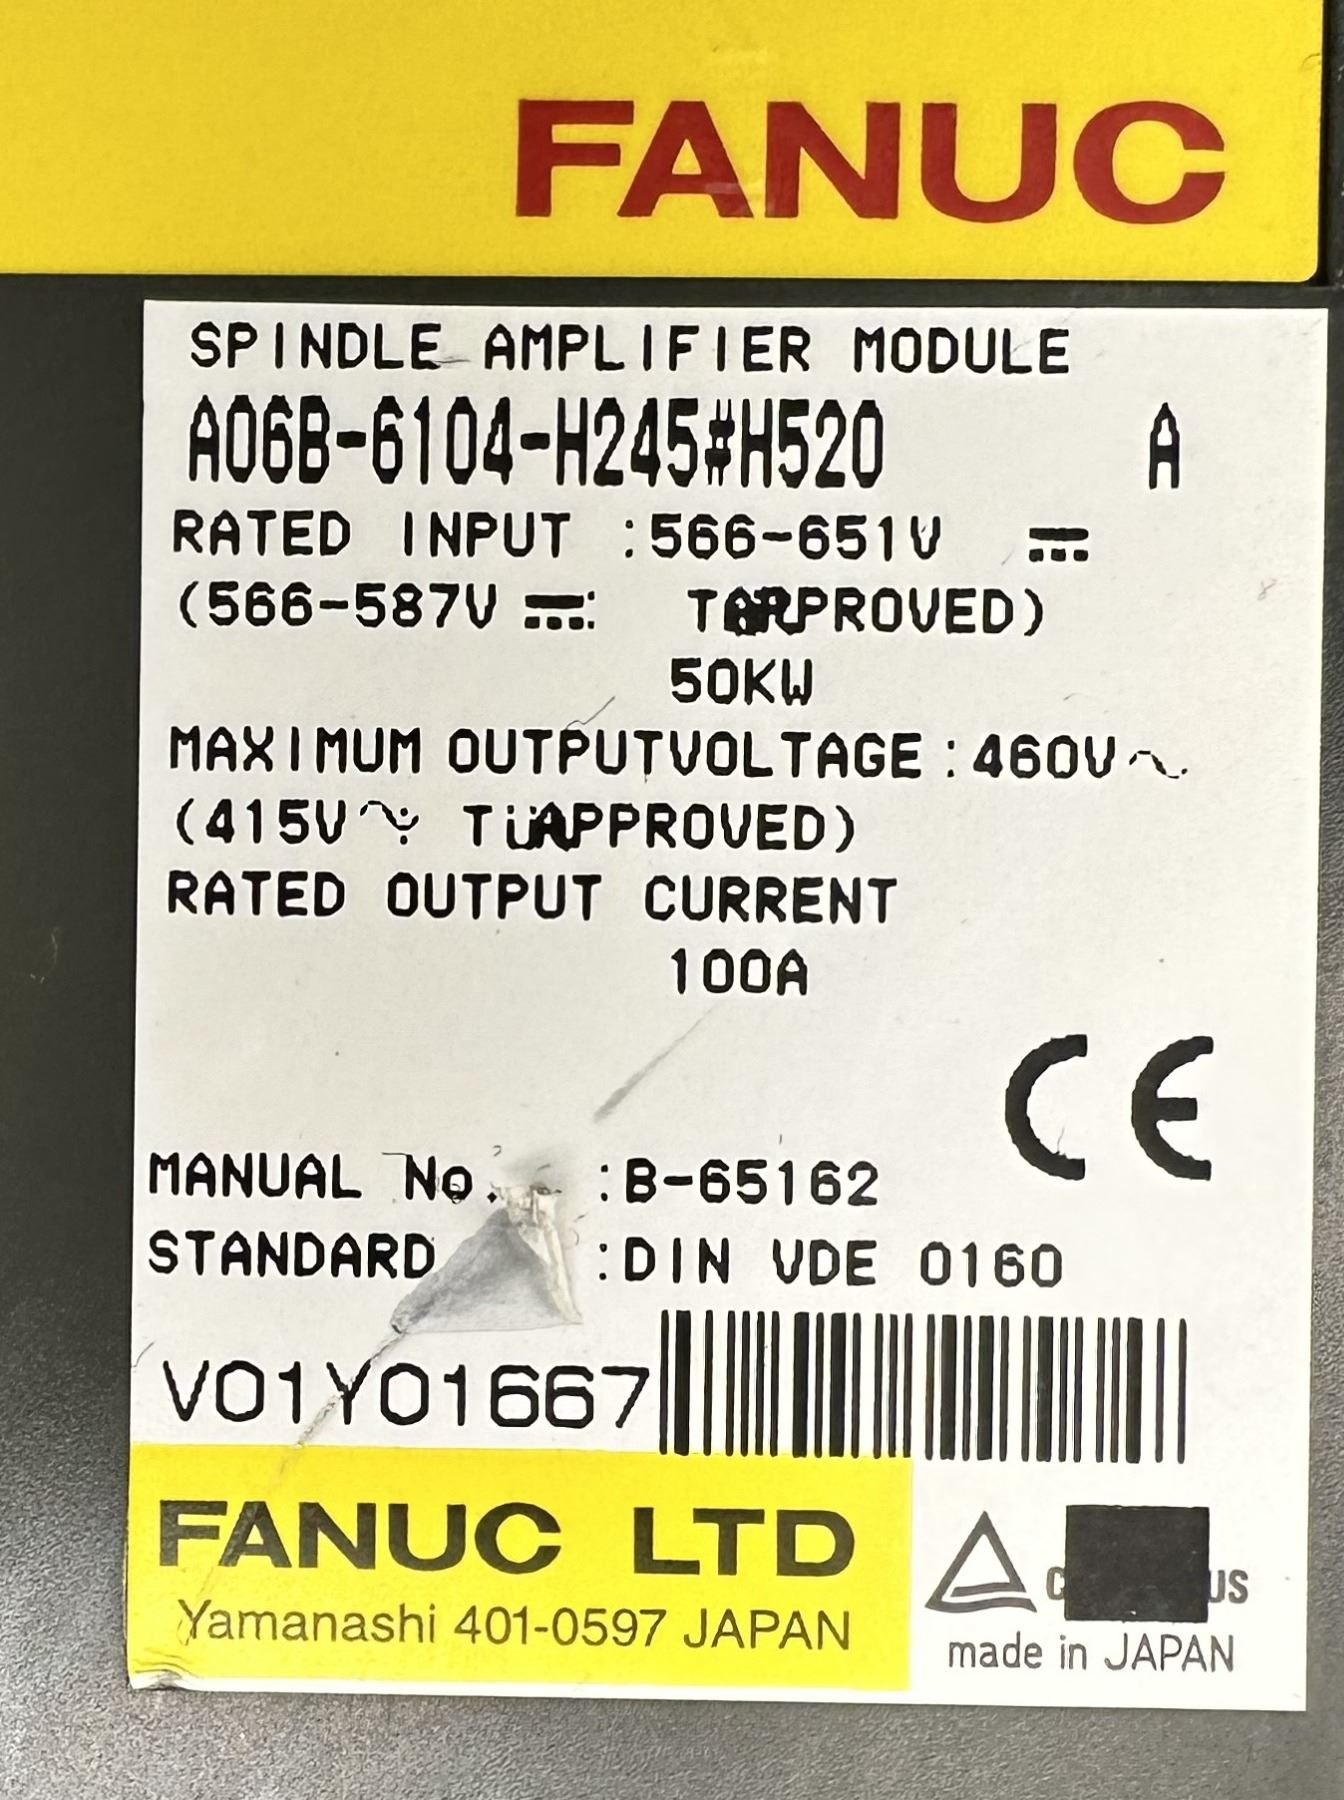 FANUC
SPINDLE AMPLIFIER MODULE
A06B-6104-H245#H520 A
RATED INPUT :566-651V
(566-587V
50KW
MAXIMUM OUTPUTVOLTAGE :460V~
(415V~
RATED OUTPUT CURRENT
100A
CE
MANUAL No. :B-65162
STANDARD :DIN VDE 0160
V01Y01667
FANUC LTD
Yamanashi 401-0597 JAPAN
C US
made in JAPAN